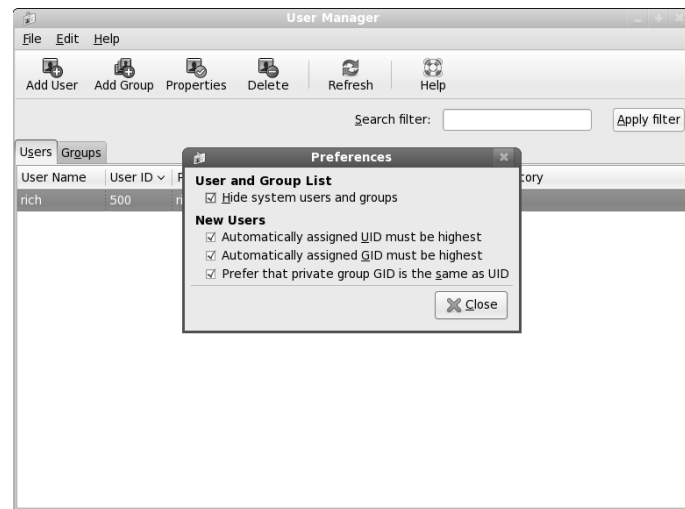 User Manager
File Edit Help
Add User Add Group Properties Delete Refresh Help
Search filter: Apply filter
Users Groups
Preferences
User Name User ID
rich 500
User and Group List
Hide system users and groups
New Users
Automatically assigned UID must be highest
Automatically assigned GID must be highest
Prefer that private group GID is the same as UID
Close